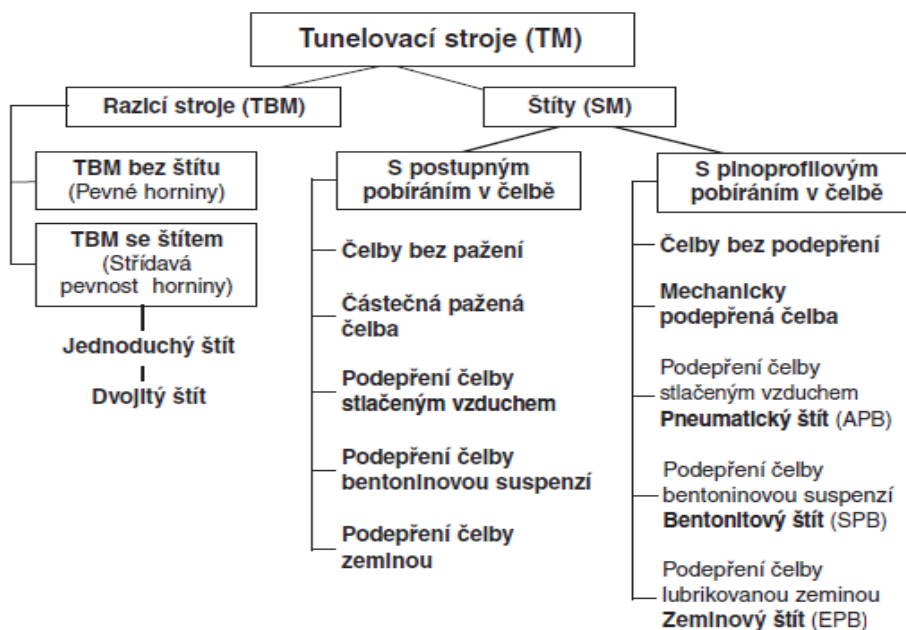 Tunelovací stroje (TM)
Razicí stroje (TBM)
Štíty (SM)
TBM bez štítu
(Pevné horniny)
TBM se štítem
(Střídavá
pevnost horniny)
Jednoduchý štít
Dvojitý štít
S postupným
pobíráním v čelbě
Čelby bez pažení
Částečná pažená
čelba
Podepření čelby
stlačeným vzduchem
Podepření čelby
bentoninovou suspenzí
Podepření čelby
zeminou
S plnoprofilovým
pobíráním v čelbě
Čelby bez podepření
Mechanicky
podepřená čelba
Podepření čelby
stlačeným vzduchem
Pneumatický štít (APB)
Podepření čelby
bentoninovou suspenzí
Bentonitový štít (SPB)
Podepření čelby
lubrikovanou zeminou
Zeminový štít (EPB)